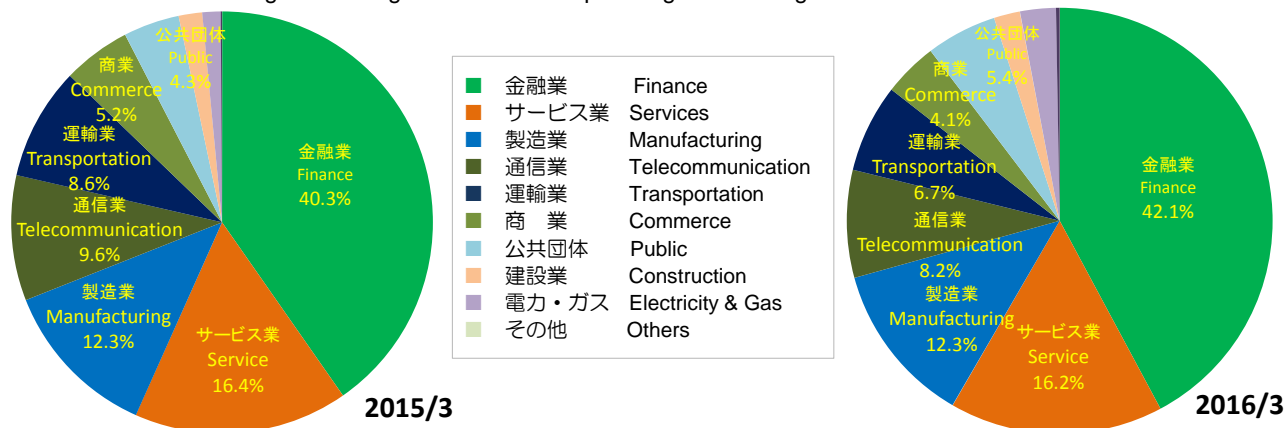 金融業
Finance
40.3%
サービス業
Service
16.4%
製造業
Manufacturing
12.3%
通信業
Telecommunication
9.6%
運輸業
Transportation
8.6%
商業
Commerce
5.2%
公共団体
Public
4.3%
2015/3
金融業 Finance
サービス業 Services
製造業 Manufacturing
通信業 Telecommunication
運輸業 Transportation
商 業 Commerce
公共団体 Public
建設業 Construction
電力・ガス Electricity & Gas
その他 Others
金融業
Finance
42.1%
サービス業
Service
16.2%
製造業
Manufacturing
12.3%
通信業
Telecommunication
8.2%
運輸業
Transportation
6.7%
商業
Commerce
4.1%
公共団体
Public
5.4%
2016/3